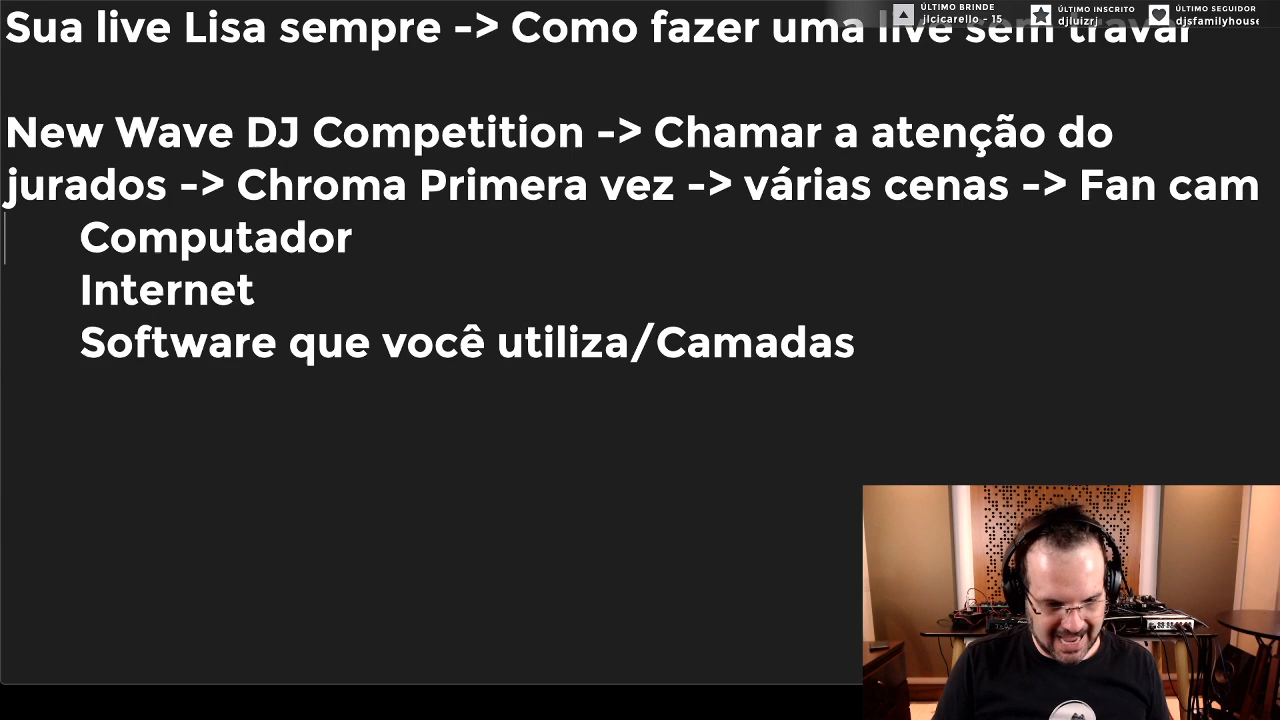 Sua live Lisa sempre -> Como fazer uma live sem travar
ÚLTIMO BRINDE
jlcicarello - 15
ÚLTIMO INSCRITO
djluizrj
ÚLTIMO SEGUIDOR
djsfamilyhouse
New Wave DJ Competition -> Chamar a atenção do
jurados -> Chroma Primera vez -> várias cenas -> Fan cam
Computador
Internet
Software que você utiliza/Camadas